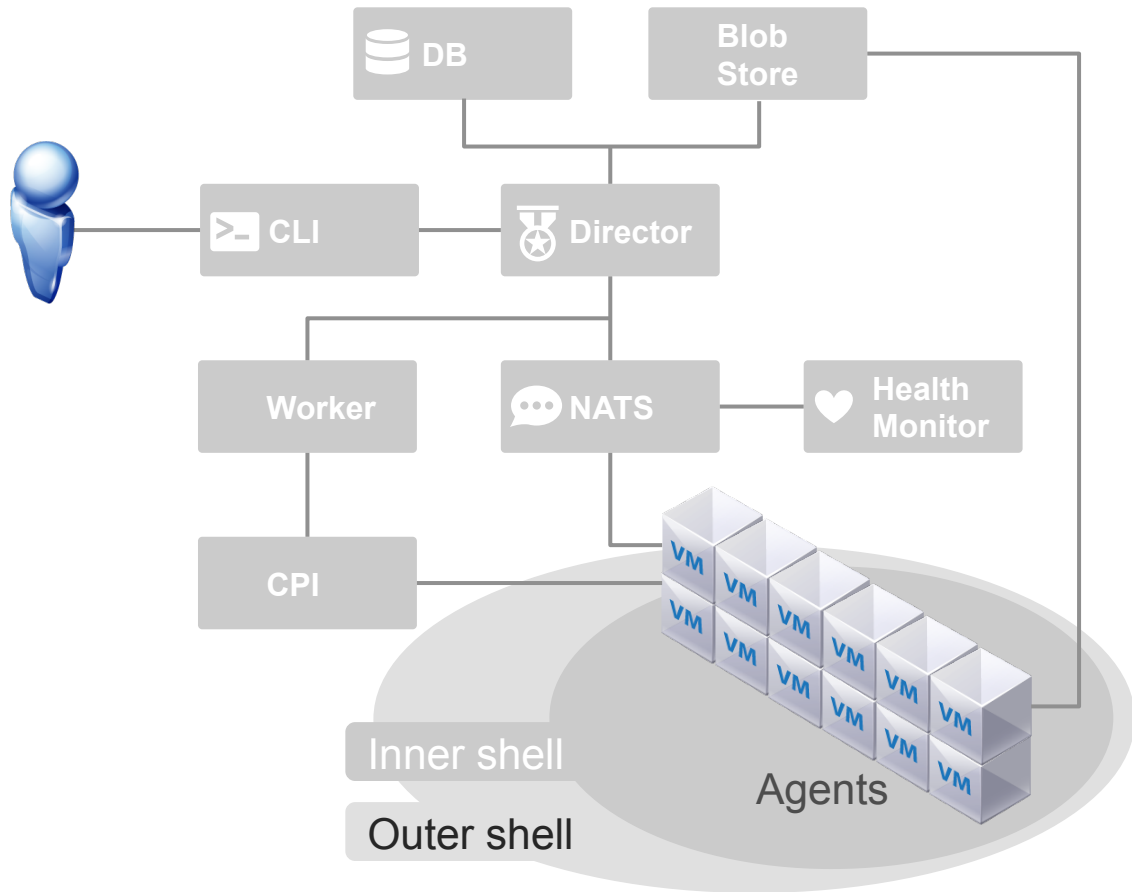 DB
Blob
Store
>_ CLI
Director
Worker
NATS
Health
Monitor
CPI
VM
VM
VM
VM
VM
VM
VM
VM
VM
VM
VM
VM
Inner shell
Agents
Outer shell